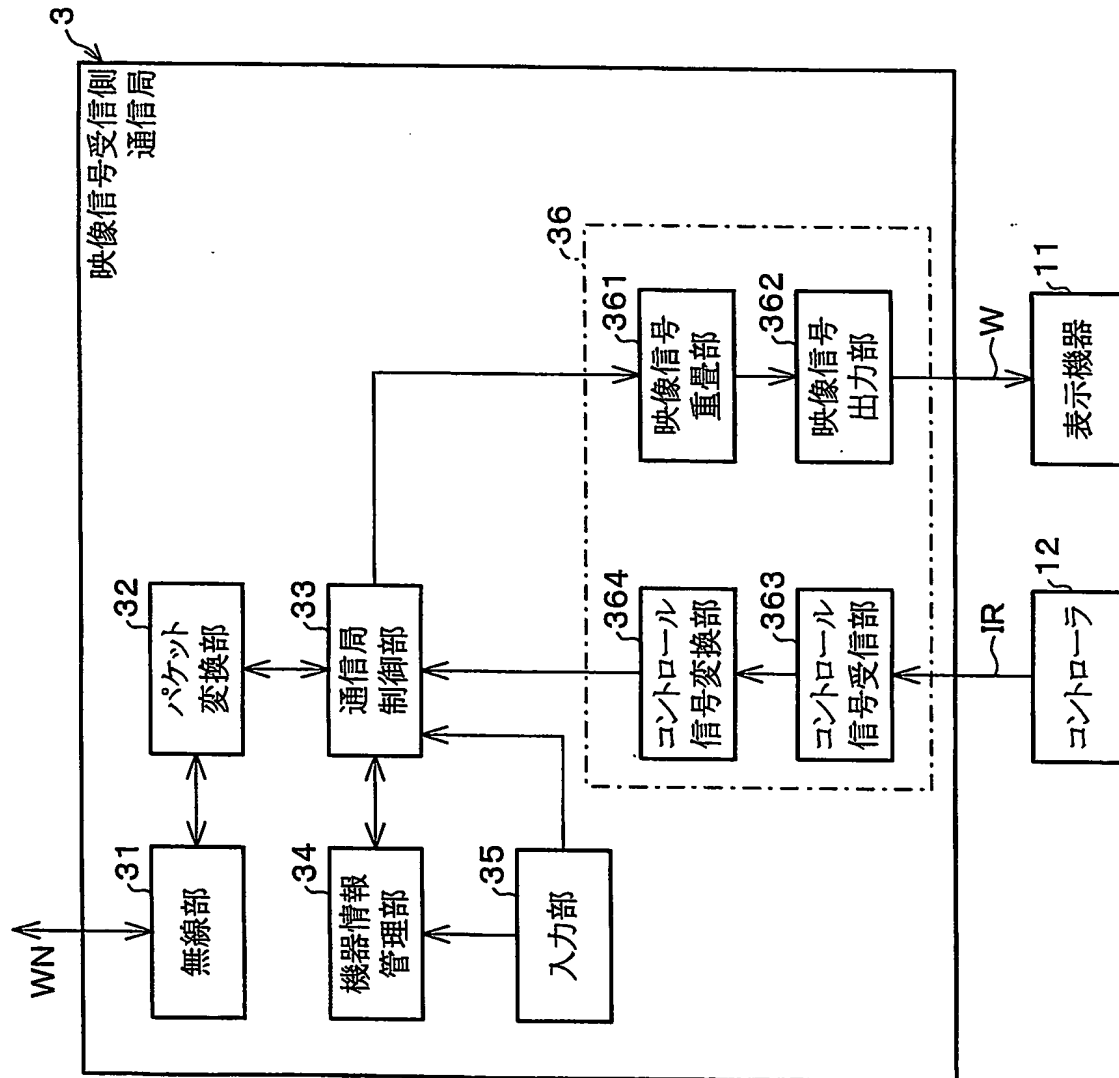 3
映像信号受信側
通信局
WN
31
無線部
32
パケット
変換部
34
機器情報
管理部
33
通信局
制御部
35
入力部
36
364
コントロール
信号変換部
361
映像信号
重畳部
363
コントロール
信号受信部
362
映像信号
出力部
IR
W
12
コントローラ
11
表示機器